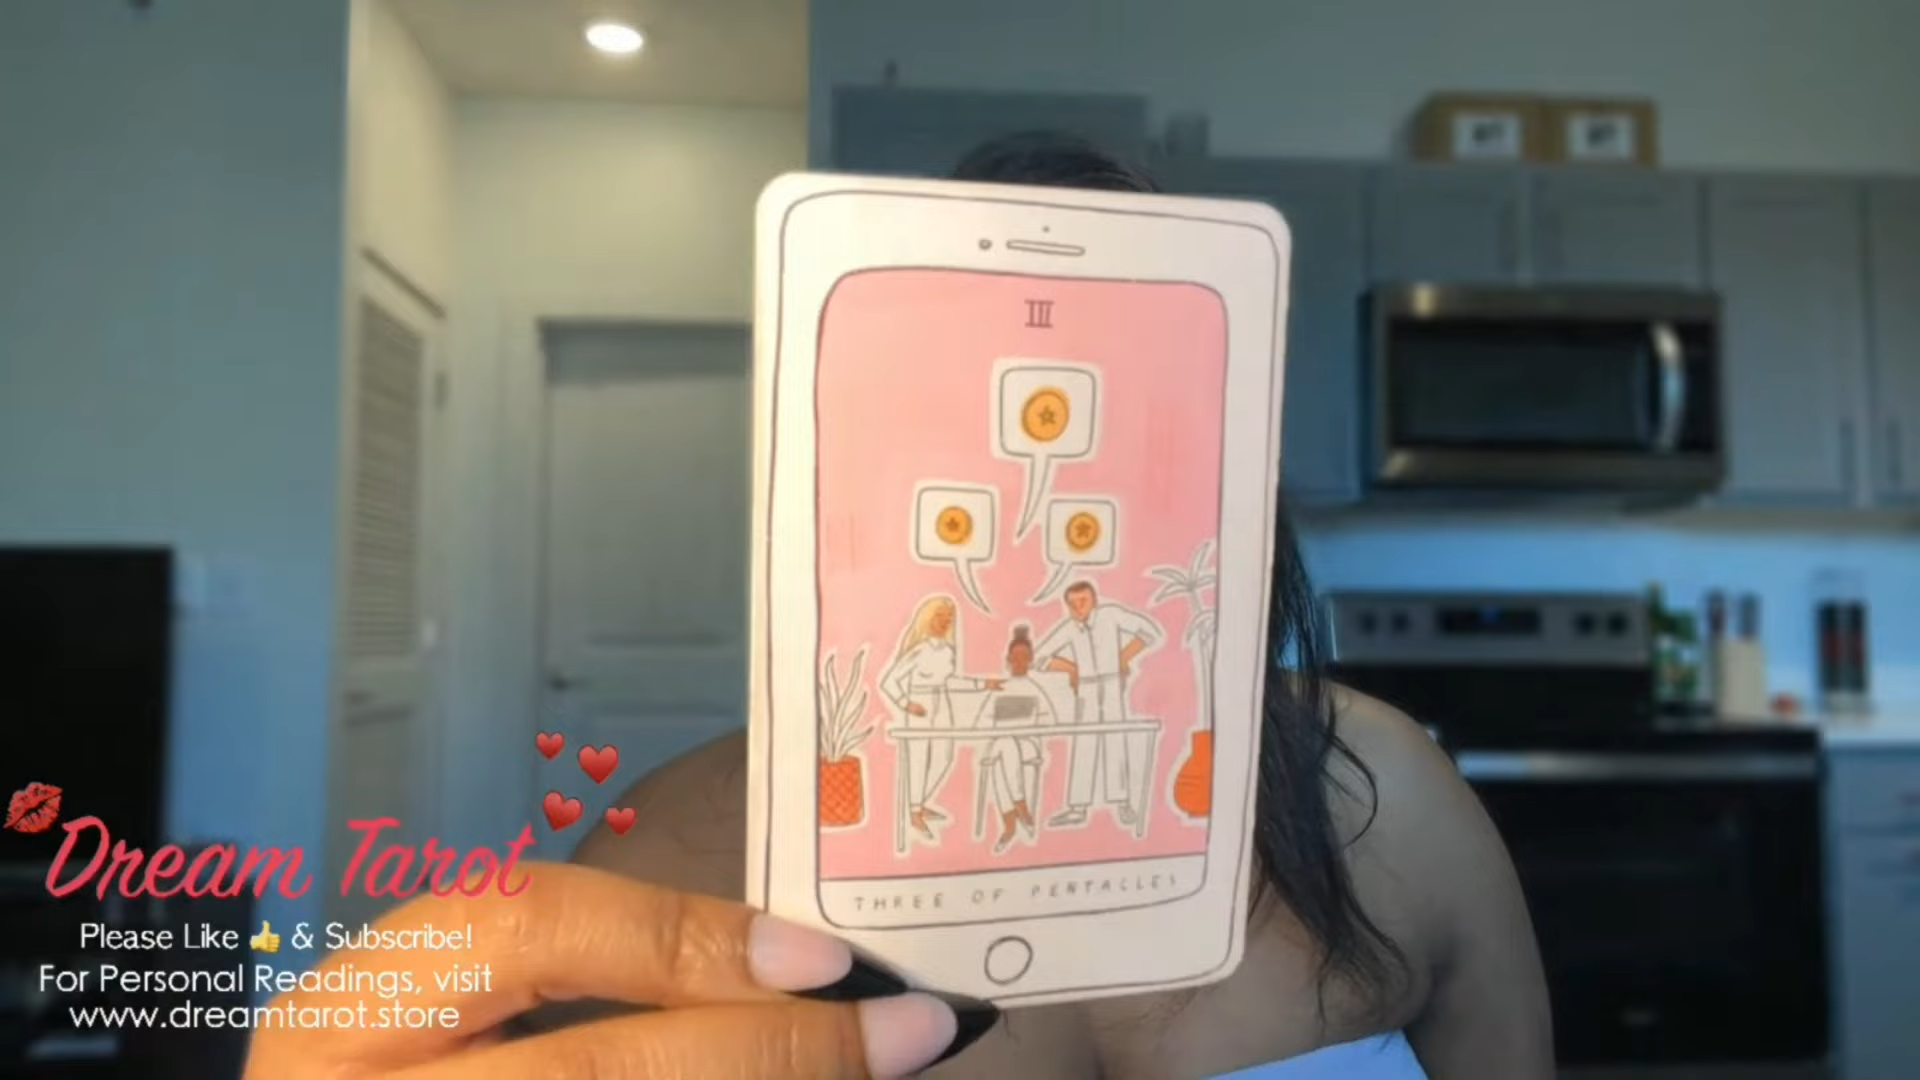 III
THREE OF PENTACLES
Dream Tarot
Please Like 👍 & Subscribe!
For Personal Readings, visit
www.dreamtarot.store